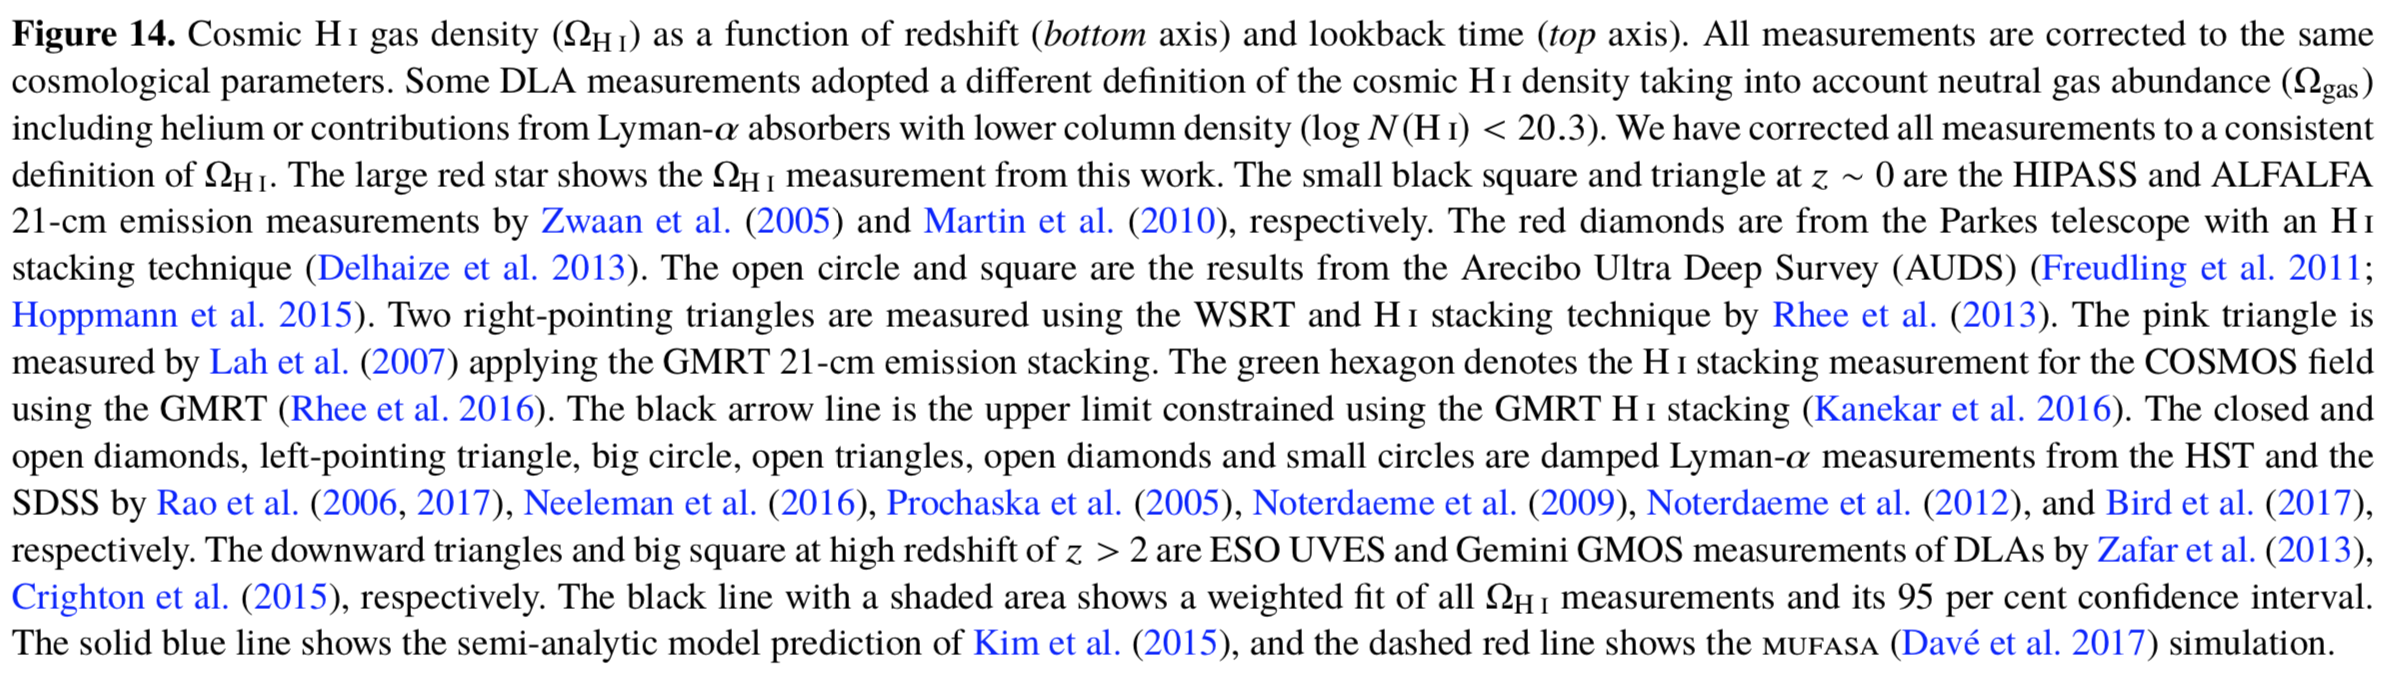 Figure 14. Cosmic H I gas density (Ω_H I) as a function of redshift (bottom axis) and lookback time (top axis). All measurements are corrected to the same
cosmological parameters. Some DLA measurements adopted a different definition of the cosmic H I density taking into account neutral gas abundance (Ω_gas)
including helium or contributions from Lyman-α absorbers with lower column density (log N(H I) < 20.3). We have corrected all measurements to a consistent
definition of Ω_H I. The large red star shows the Ω_H I measurement from this work. The small black square and triangle at z ∼ 0 are the HIPASS and ALFALFA
21-cm emission measurements by Zwaan et al. (2005) and Martin et al. (2010), respectively. The red diamonds are from the Parkes telescope with an H I
stacking technique (Delhaize et al. 2013). The open circle and square are the results from the Arecibo Ultra Deep Survey (AUDS) (Freudling et al. 2011;
Hoppmann et al. 2015). Two right-pointing triangles are measured using the WSRT and H I stacking technique by Rhee et al. (2013). The pink triangle is
measured by Lah et al. (2007) applying the GMRT 21-cm emission stacking. The green hexagon denotes the H I stacking measurement for the COSMOS field
using the GMRT (Rhee et al. 2016). The black arrow line is the upper limit constrained using the GMRT H I stacking (Kanekar et al. 2016). The closed and
open diamonds, left-pointing triangle, big circle, open triangles, open diamonds and small circles are damped Lyman-α measurements from the HST and the
SDSS by Rao et al. (2006, 2017), Neeleman et al. (2016), Prochaska et al. (2005), Noterdaeme et al. (2009), Noterdaeme et al. (2012), and Bird et al. (2017),
respectively. The downward triangles and big square at high redshift of z > 2 are ESO UVES and Gemini GMOS measurements of DLAs by Zafar et al. (2013),
Crighton et al. (2015), respectively. The black line with a shaded area shows a weighted fit of all Ω_H I measurements and its 95 per cent confidence interval.
The solid blue line shows the semi-analytic model prediction of Kim et al. (2015), and the dashed red line shows the MUFASA (Davé et al. 2017) simulation.